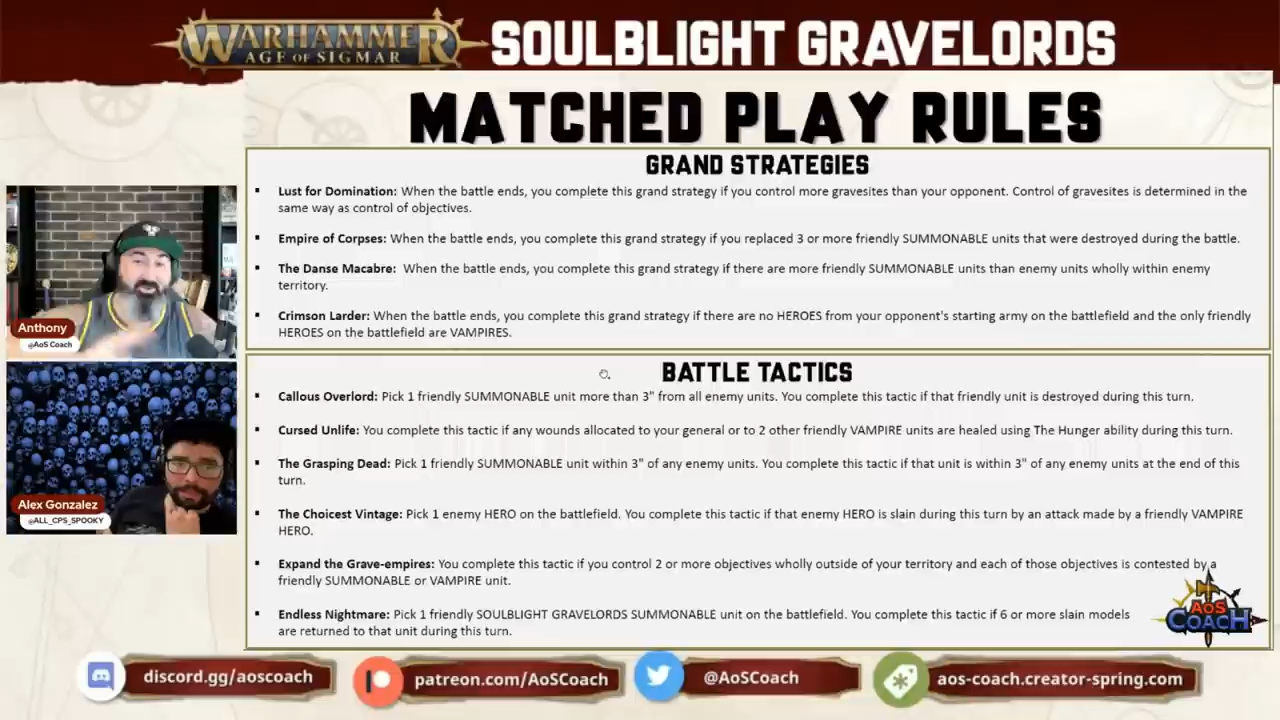 WARHAMMER
AGE OF SIGMAR
SOULBLIGHT GRAVELORDS
MATCHED PLAY RULES
GRAND STRATEGIES
▪ Lust for Domination: When the battle ends, you complete this grand strategy if you control more gravesites than your opponent. Control of gravesites is determined in the
same way as control of objectives.
▪ Empire of Corpses: When the battle ends, you complete this grand strategy if you replaced 3 or more friendly SUMMONABLE units that were destroyed during the battle.
▪ The Danse Macabre: When the battle ends, you complete this grand strategy if there are more friendly SUMMONABLE units than enemy units wholly within enemy
territory.
▪ Crimson Larder: When the battle ends, you complete this grand strategy if there are no HEROES from your opponent's starting army on the battlefield and the only friendly
HEROES on the battlefield are VAMPIRES.
BATTLE TACTICS
▪ Callous Overlord: Pick 1 friendly SUMMONABLE unit more than 3" from all enemy units. You complete this tactic if that friendly unit is destroyed during this turn.
▪ Cursed Unlife: You complete this tactic if any wounds allocated to your general or to 2 other friendly VAMPIRE units are healed using The Hunger ability during this turn.
▪ The Grasping Dead: Pick 1 friendly SUMMONABLE unit within 3" of any enemy units. You complete this tactic if that unit is within 3" of any enemy units at the end of this
turn.
▪ The Choicest Vintage: Pick 1 enemy HERO on the battlefield. You complete this tactic if that enemy HERO is slain during this turn by an attack made by a friendly VAMPIRE
HERO.
▪ Expand the Grave-empires: You complete this tactic if you control 2 or more objectives wholly outside of your territory and each of those objectives is contested by a
friendly SUMMONABLE or VAMPIRE unit.
▪ Endless Nightmare: Pick 1 friendly SOULBLIGHT GRAVELORDS SUMMONABLE unit on the battlefield. You complete this tactic if 6 or more slain models
are returned to that unit during this turn.
Anthony
@AoS Coach
Alex Gonzalez
@ALL_CPS_SPOOKY
AOS
COACH
discord.gg/aoscoach
patreon.com/AoSCoach
@AoSCoach
aos-coach.creator-spring.com